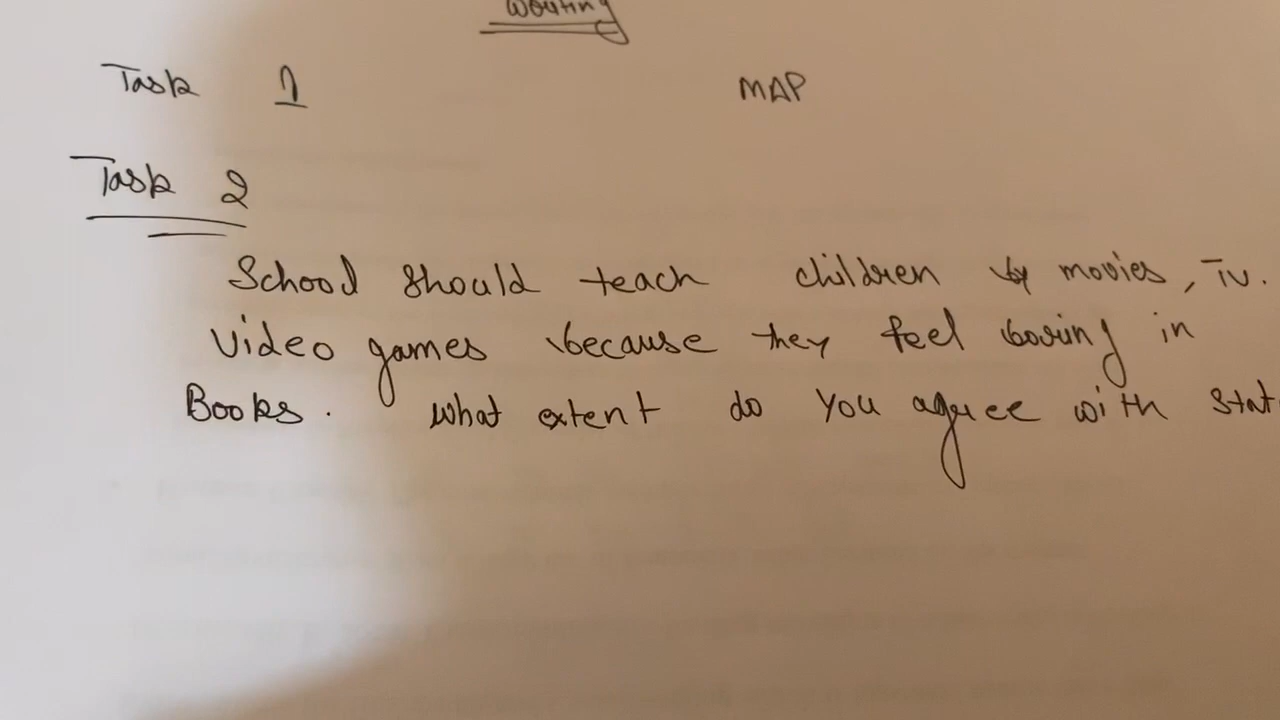 Writing
Task 1 MAP
Task 2
School should teach children by movies, TV.
Video games because they feel boring in
Books. what extent do you agree with stat